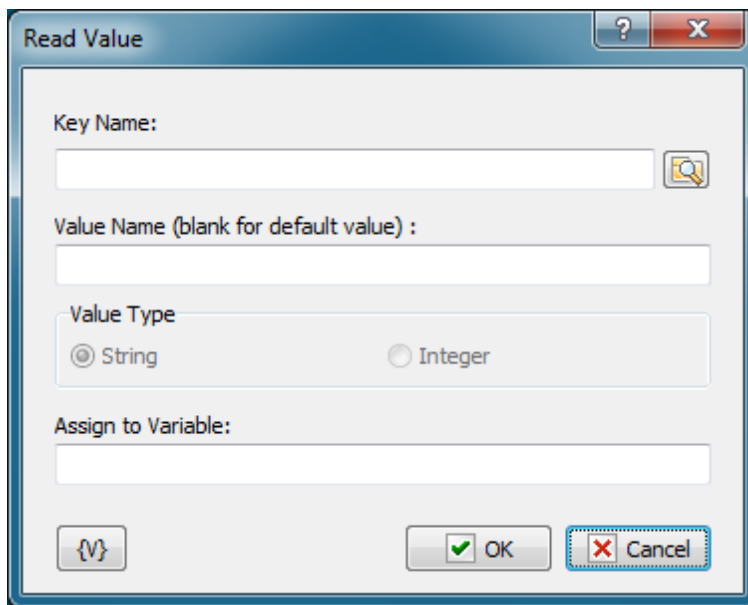 Read Value
?
Key Name:
Value Name (blank for default value) :
Value Type
String Integer
Assign to Variable:
{V} OK Cancel